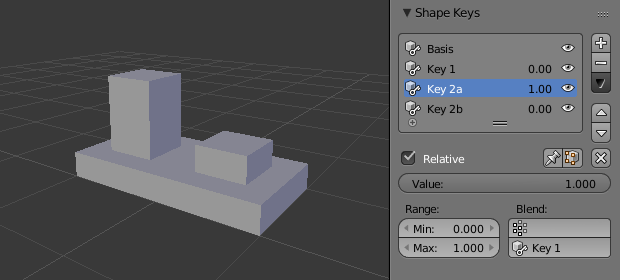 Shape Keys
Basis
Key 1 0.00
Key 2a 1.00
Key 2b 0.00
Relative
Value: 1.000
Range: Blend:
Min: 0.000
Max: 1.000 Key 1